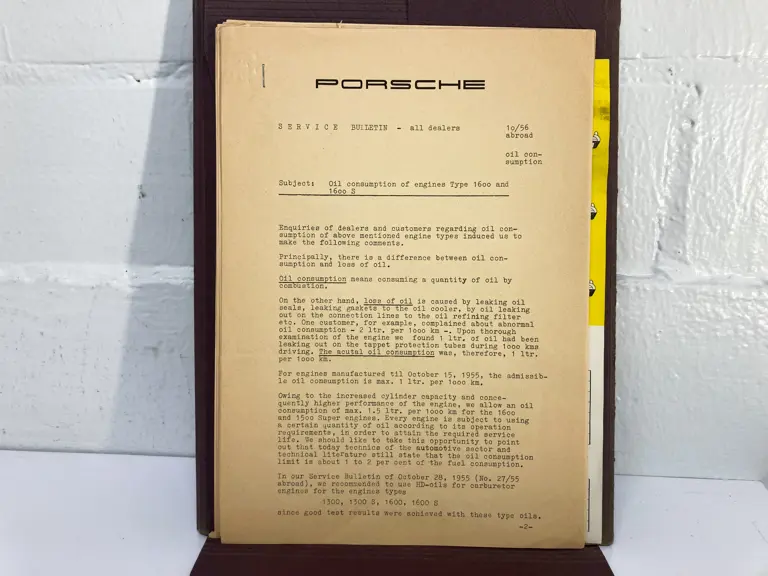 PORSCHE
SERVICE BULLETIN - all dealers
1o/56
abroad
oil con-
sumption
Subject: Oil consumption of engines Type 16oo and
16oo S
Enquiries of dealers and customers regarding oil con-
sumption of above mentioned engine types induced us to
make the following comments.
Principally, there is a difference between oil con-
sumption and loss of oil.
Oil consumption means consuming a quantity of oil by
combustion.
On the other hand, loss of oil is caused by leaking oil
seals, leaking gaskets to the oil cooler, by oil leaking
out on the connection lines to the oil refining filter
etc. One customer, for example, complained about abnormal
oil consumption - 2 ltr. per 1ooo km -. Upon thorough
examination of the engine we found 1 ltr. of oil had been
leaking out on the tappet protection tubes during 1ooo kms
driving. The acutal oil consumption was, therefore, 1 ltr.
per 1ooo km.
For engines manufactured til October 15, 1955, the admissib-
le oil consumption is max. 1 ltr. per 1ooo km.
Owing to the increased cylinder capacity and conce-
quently higher performance of the engine, we allow an oil
consumption of max. 1.5 ltr. per 1ooo km for the 16oo
and 15oo Super engines. Every engine is subject to using
a certain quantity of oil according to its operation
requirements, in order to attain the required service
life. We should like to take this opportunity to point
out that today technics of the automotive sector and
technical literature still state that the oil consumption
limit is about 1 to 2 per cent of the fuel consumption.
In our Service Bulletin of October 28, 1955 (No. 27/55
abroad), we recommended to use HD-oils for carburetor
engines for the engines types
1300, 1300 S, 1600, 1600 S
since good test results were achieved with these type oils.
-2-